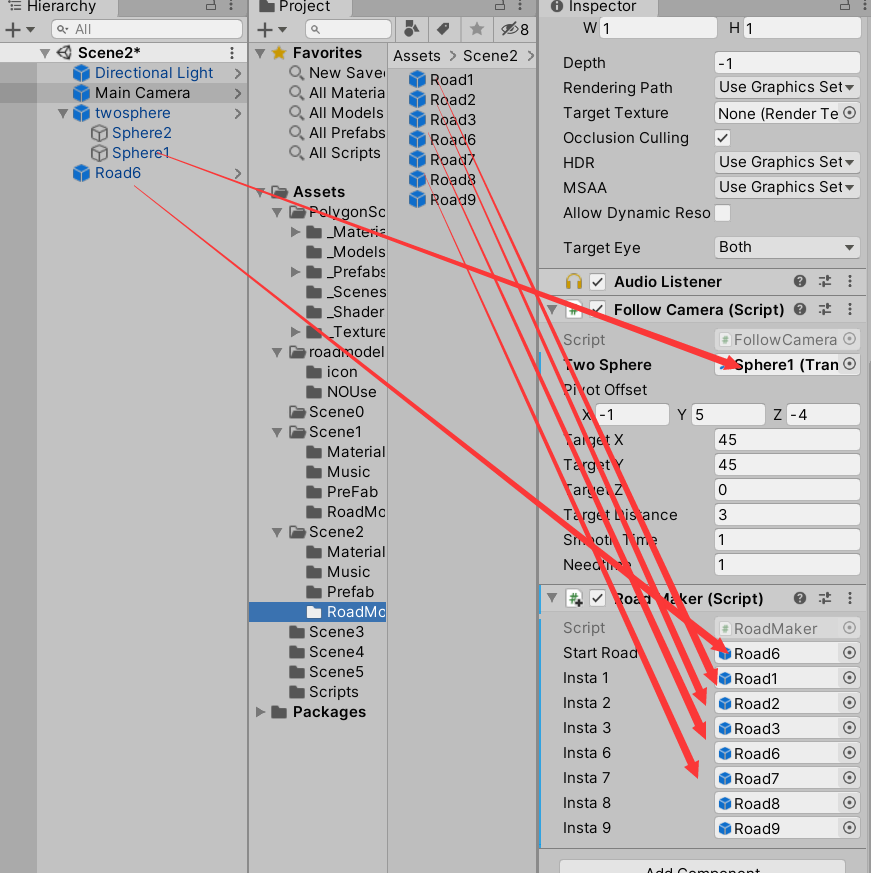 Hierarchy
All
Scene2*
Directional Light
Main Camera
twosphere
Sphere2
Sphere1
Road6
Project
8
Favorites
New Save
All Materia
All Models
All Prefabs
All Scripts
Assets
PolygonSc
_Materia
_Models
_Prefabs
_Scenes
_Shader
_Texture
roadmodel
icon
NOUse
Scene0
Scene1
Material
Music
PreFab
RoadMo
Scene2
Material
Music
Prefab
RoadMo
Scene3
Scene4
Scene5
Scripts
Packages
Assets > Scene2 >
Road1
Road2
Road3
Road6
Road7
Road8
Road9
Inspector
W 1 H 1
Depth -1
Rendering Path Use Graphics Set
Target Texture None (Render Te
Occlusion Culling
HDR Use Graphics Set
MSAA Use Graphics Set
Allow Dynamic Reso
Target Eye Both
Audio Listener
Follow Camera (Script)
Script FollowCamera
Two Sphere Sphere1 (Tran
Pivot Offset
X -1 Y 5 Z -4
Target X 45
Target Y 45
Target Z 0
Target Distance 3
Smooth Time 1
Needtime 1
Road Maker (Script)
Script RoadMaker
Start Road Road6
Insta 1 Road1
Insta 2 Road2
Insta 3 Road3
Insta 6 Road6
Insta 7 Road7
Insta 8 Road8
Insta 9 Road9
Add Component